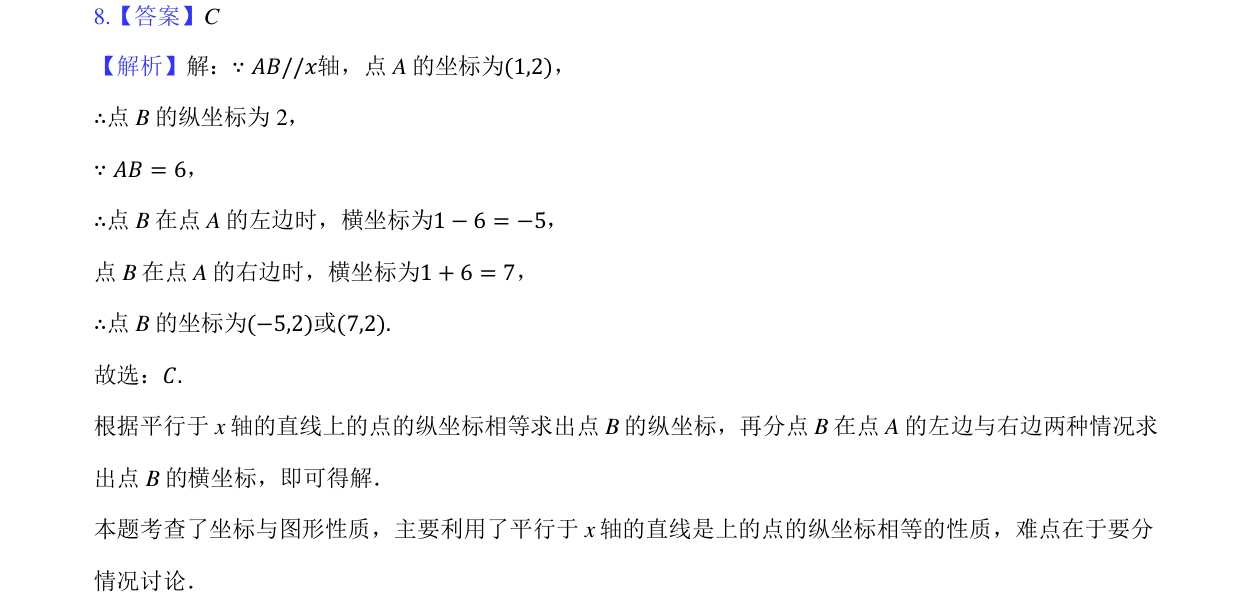 8.【答案】C
【解析】解：∵ AB//x轴，点 A 的坐标为(1,2)，
∴点 B 的纵坐标为 2，
∵ AB = 6，
∴点 B 在点 A 的左边时，横坐标为1 − 6 = −5，
点 B 在点 A 的右边时，横坐标为1 + 6 = 7，
∴点 B 的坐标为(−5,2)或(7,2).
故选：C.
根据平行于 x 轴的直线上的点的纵坐标相等求出点 B 的纵坐标，再分点 B 在点 A 的左边与右边两种情况求
出点 B 的横坐标，即可得解．
本题考查了坐标与图形性质，主要利用了平行于 x 轴的直线是上的点的纵坐标相等的性质，难点在于要分
情况讨论．